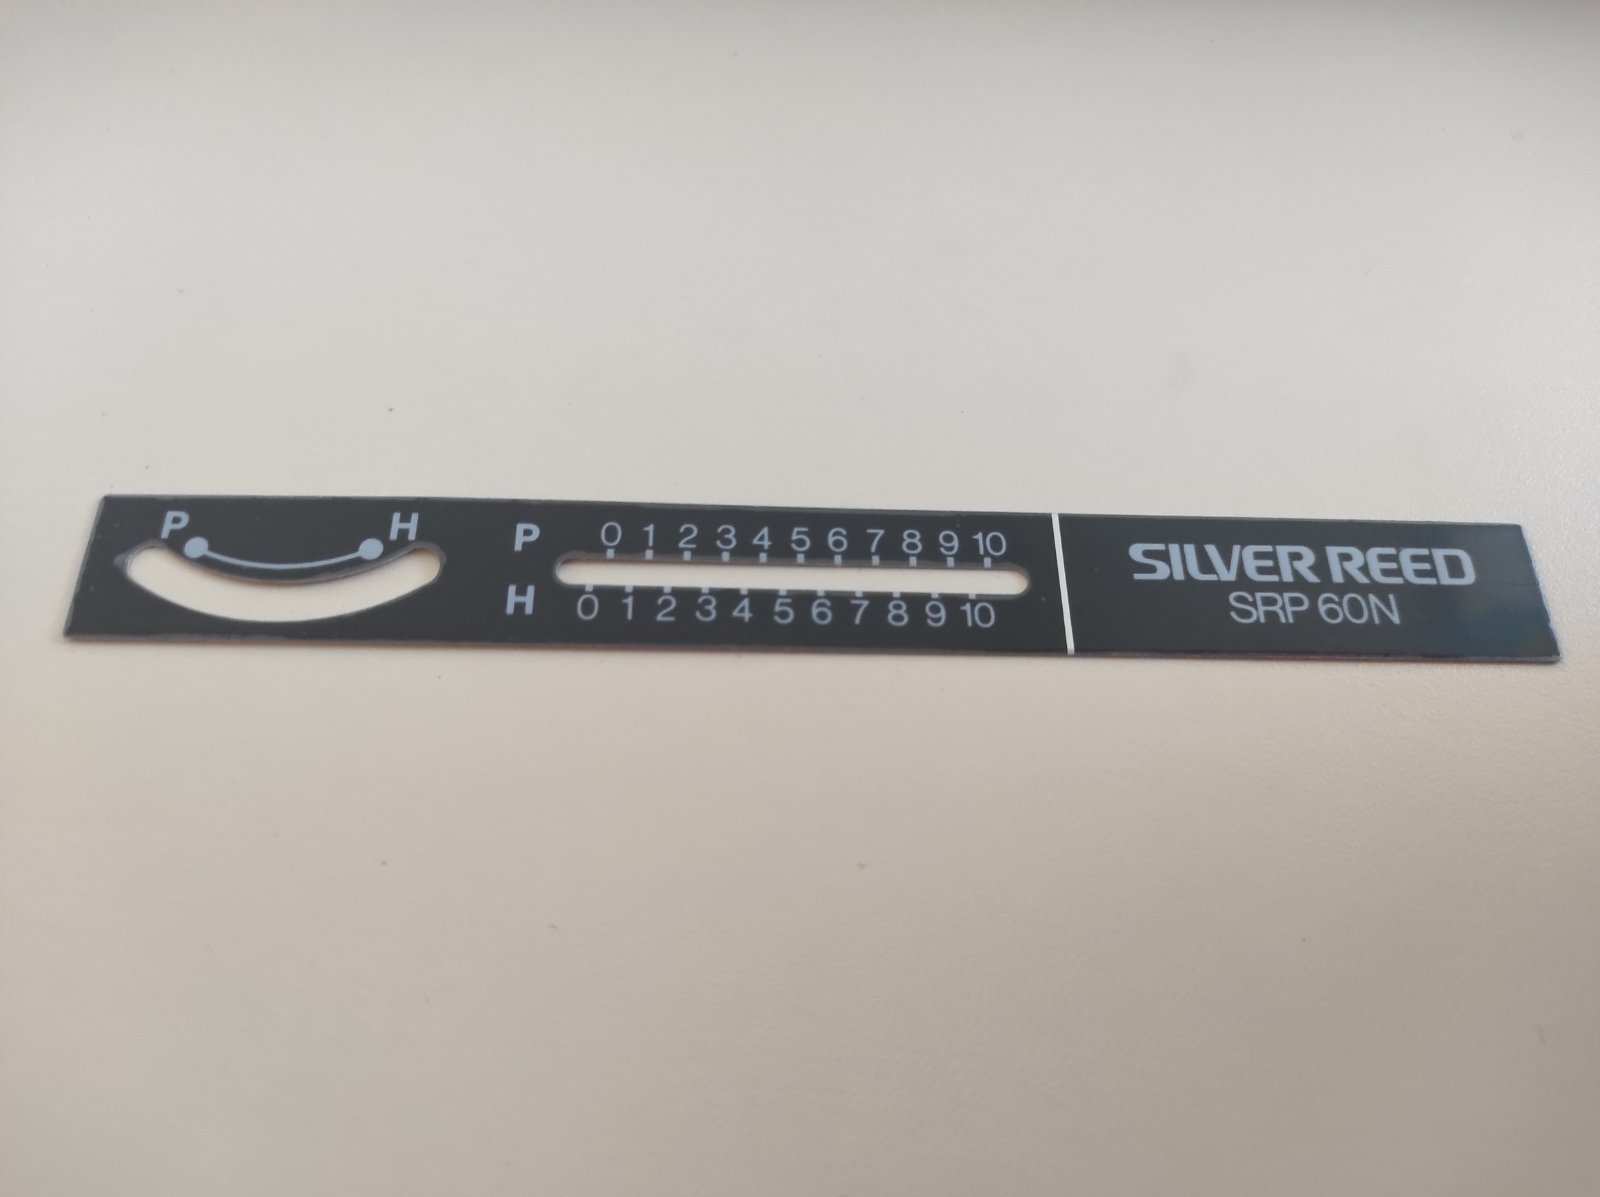 P H
P 0 1 2 3 4 5 6 7 8 9 10
H 0 1 2 3 4 5 6 7 8 9 10
SILVER REED
SRP 60N